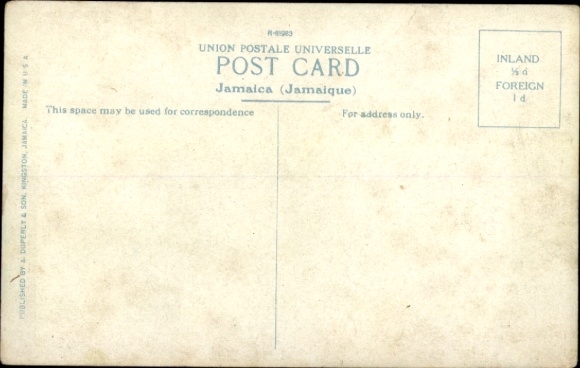 UNION POSTALE UNIVERSELLE
POST CARD
Jamaica (Jamaique)
INLAND
½d
FOREIGN
1d
This space may be used for correspondence
For address only.
PUBLISHED BY A. DUPERLY & SON, KINGSTON, JAMAICA MADE IN U S A